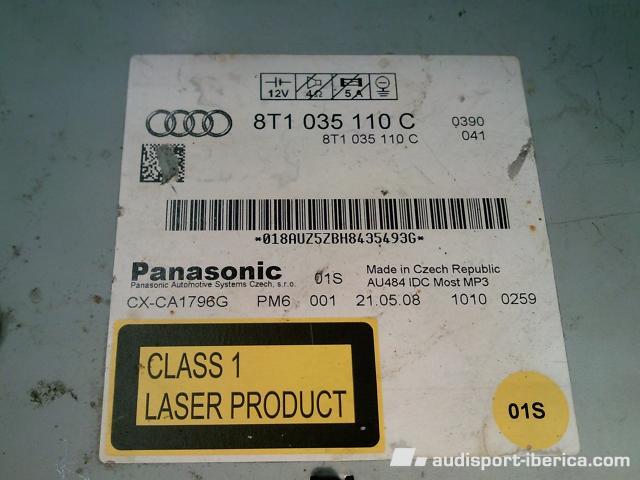 12V 4Ω 5A
8T1 035 110 C 0390
8T1 035 110 C 041
*018AUZ5ZBH8435493G*
Panasonic 01S Made in Czech Republic
Panasonic Automotive Systems Czech, s.r.o. AU484 IDC Most MP3
CX-CA1796G PM6 001 21.05.08 1010 0259
CLASS 1
LASER PRODUCT
01S
audisport-iberica.com